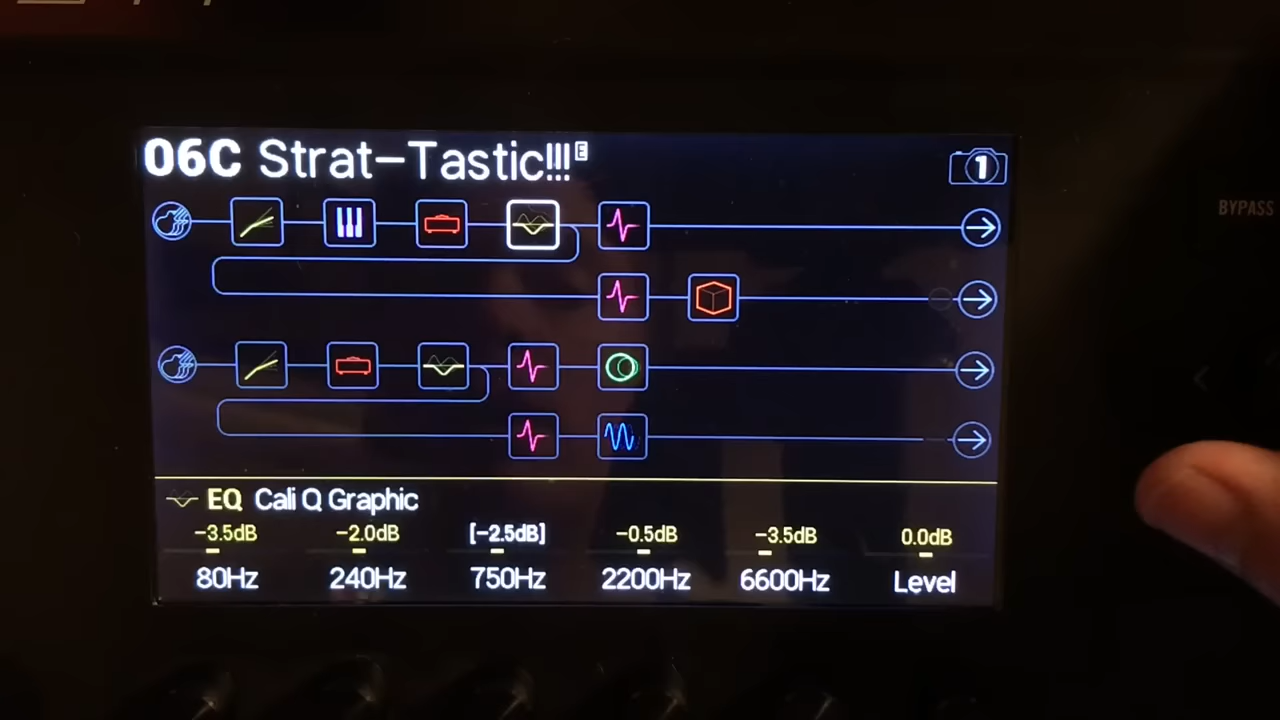 06C Strat-Tastic!!! E
1
BYPASS
EQ Cali Q Graphic
-3.5dB -2.0dB [-2.5dB] -0.5dB -3.5dB 0.0dB
80Hz 240Hz 750Hz 2200Hz 6600Hz Level